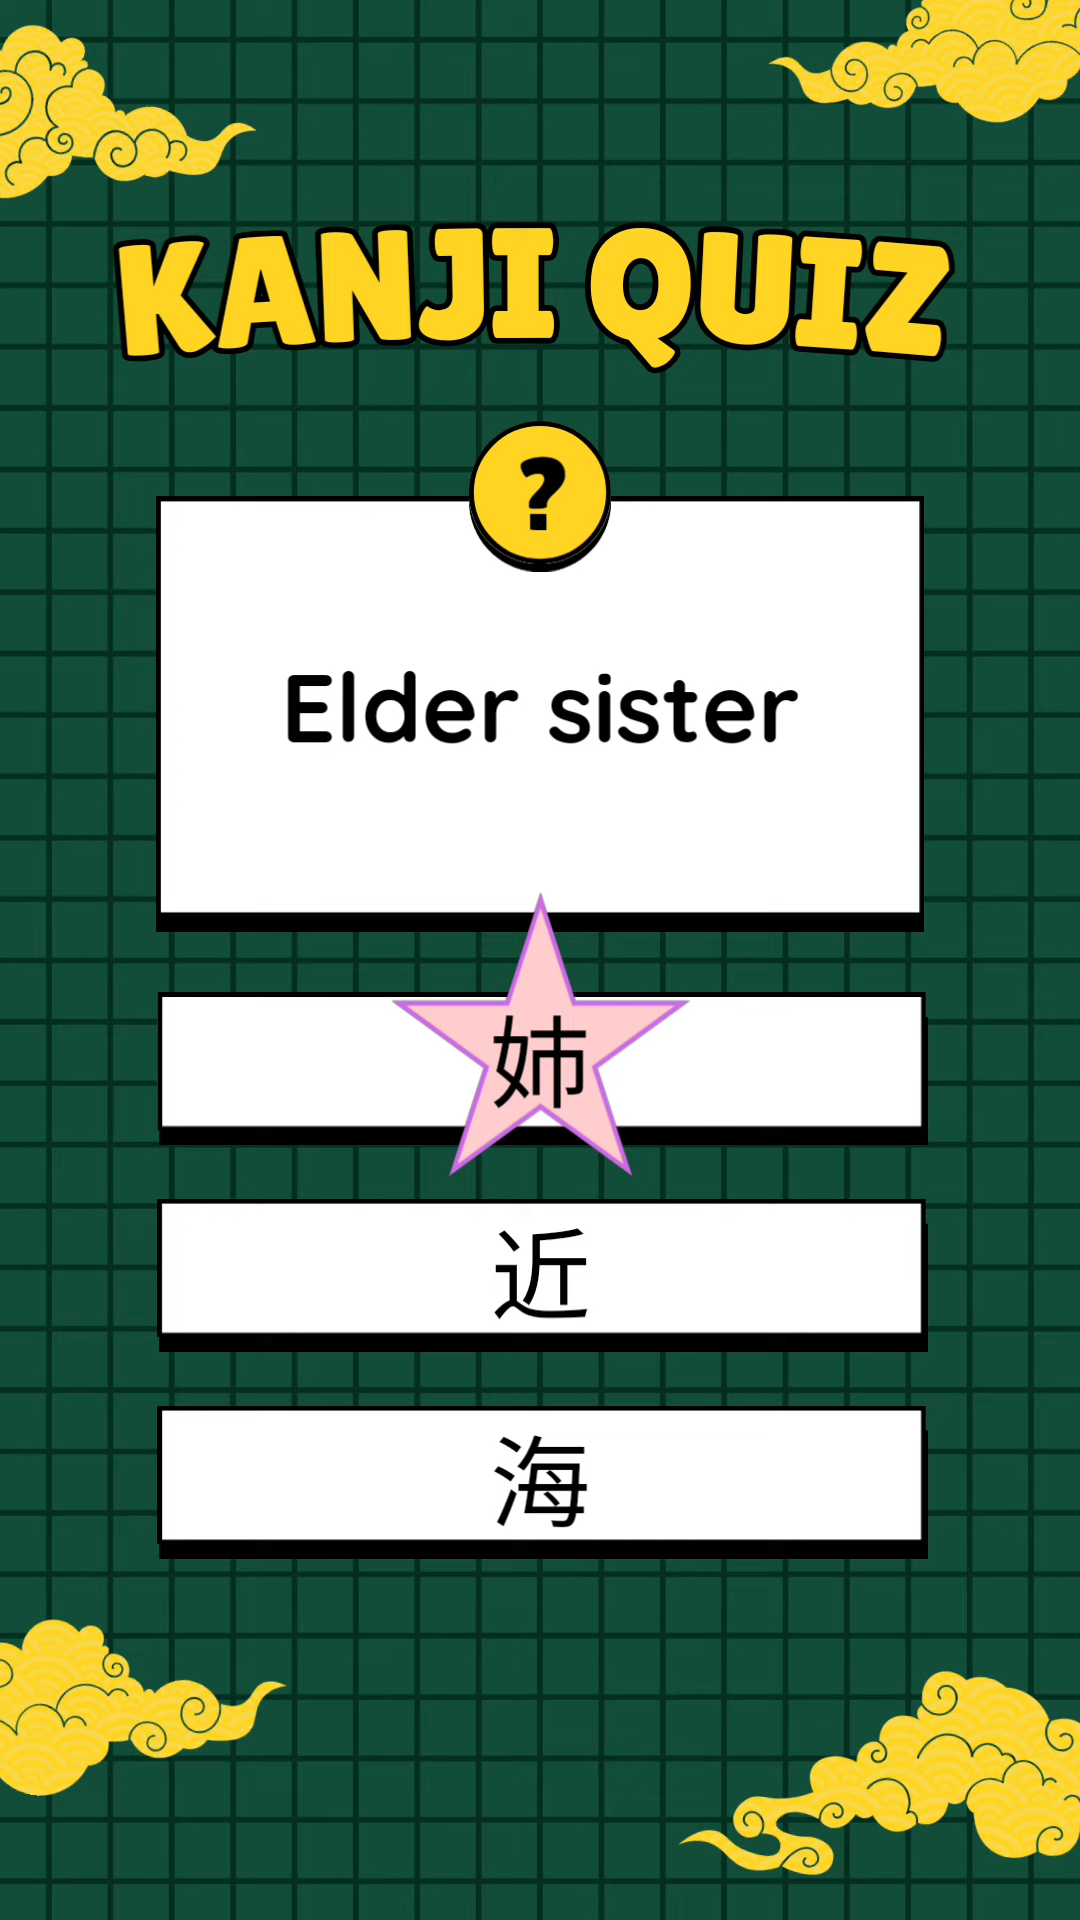 KANJI QUIZ
?
Elder sister
姉
近
海